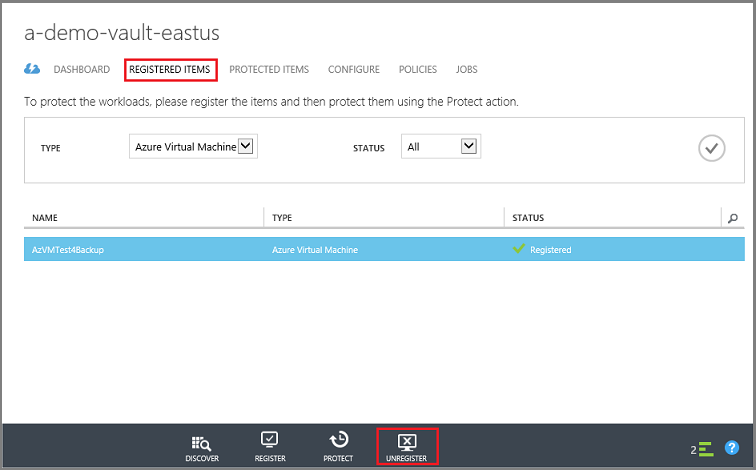 a-demo-vault-eastus
DASHBOARD REGISTERED ITEMS PROTECTED ITEMS CONFIGURE POLICIES JOBS
To protect the workloads, please register the items and then protect them using the Protect action.
TYPE Azure Virtual Machine STATUS All
NAME TYPE STATUS
AzVMTest4Backup Azure Virtual Machine Registered
DISCOVER REGISTER PROTECT UNREGISTER 2 ?